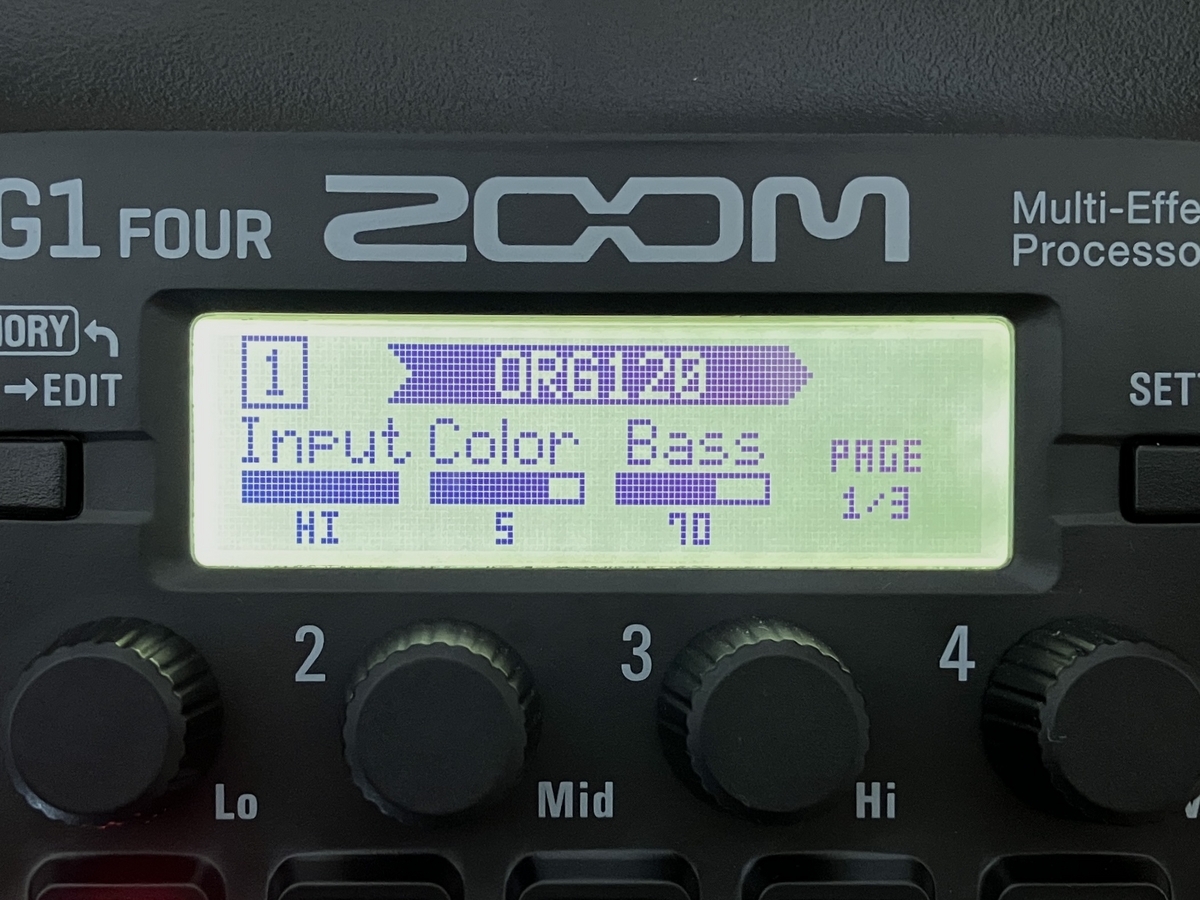 G1 FOUR ZOOM
Multi-Effe
Processo
MORY
→EDIT
SETT
1 ORG120
Input Color Bass
PAGE
HI 5 70
1/3
2 3 4
Lo Mid Hi